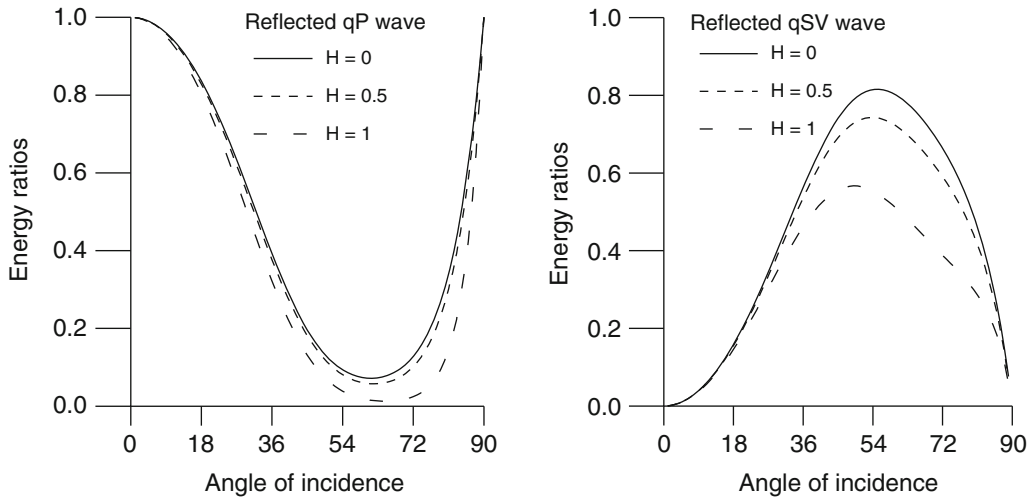 Reflected qP wave
H = 0
H = 0.5
H = 1
1.0
0.8
0.6
0.4
0.2
0.0
Energy ratios
0 18 36 54 72 90
Angle of incidence
Reflected qSV wave
H = 0
H = 0.5
H = 1
1.0
0.8
0.6
0.4
0.2
0.0
Energy ratios
0 18 36 54 72 90
Angle of incidence